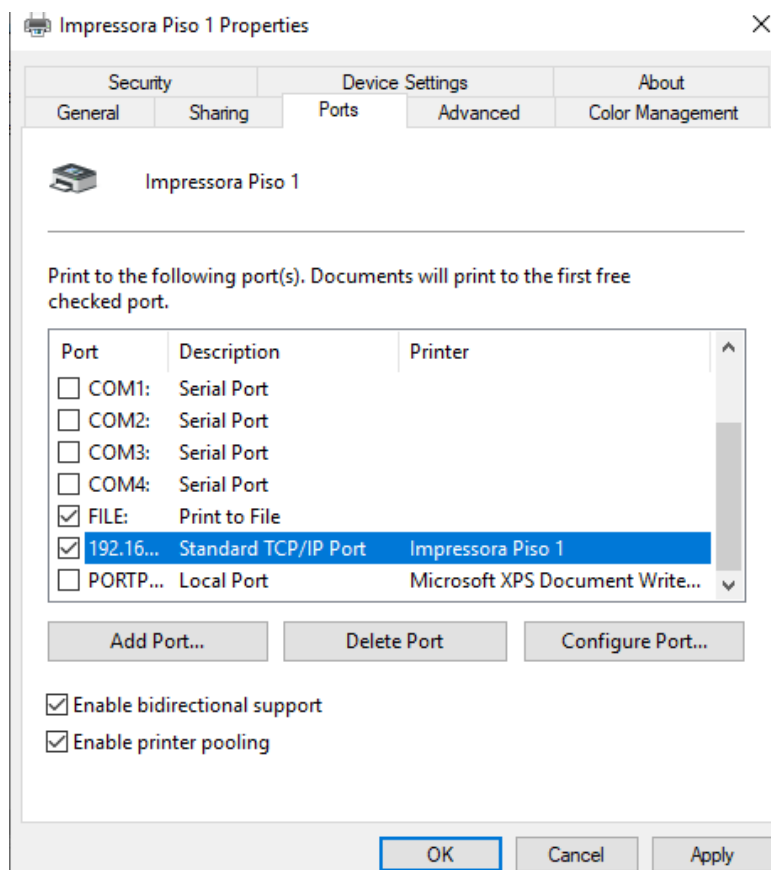 Impressora Piso 1 Properties
Security Device Settings About
General Sharing Ports Advanced Color Management
Impressora Piso 1
Print to the following port(s). Documents will print to the first free
checked port.
Port Description Printer
COM1: Serial Port
COM2: Serial Port
COM3: Serial Port
COM4: Serial Port
FILE: Print to File
192.16... Standard TCP/IP Port Impressora Piso 1
PORTP... Local Port Microsoft XPS Document Write...
Add Port... Delete Port Configure Port...
Enable bidirectional support
Enable printer pooling
OK Cancel Apply